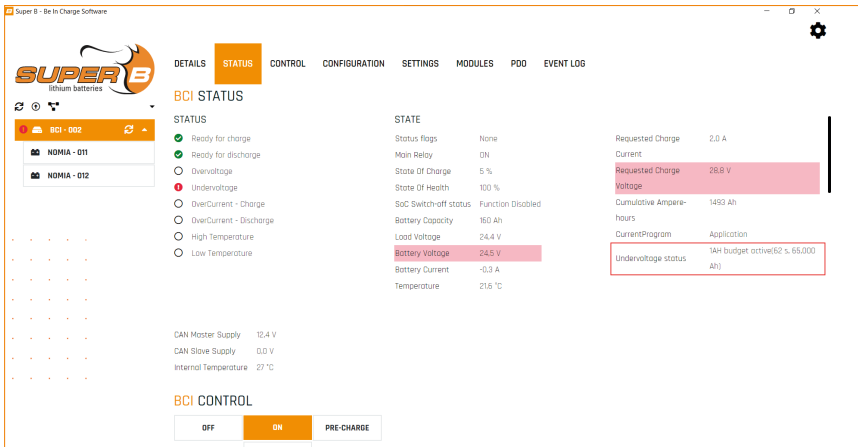 Super B - Be In Charge Software
SUPER B
lithium batteries
DETAILS STATUS CONTROL CONFIGURATION SETTINGS MODULES PDO EVENT LOG
BCI - 002
NOMIA - 011
NOMIA - 012
BCI STATUS
STATUS
Ready for charge
Ready for discharge
Overvoltage
Undervoltage
OverCurrent - Charge
OverCurrent - Discharge
High Temperature
Low Temperature
STATE
Status flags None
Main Relay ON
State Of Charge 5 %
State Of Health 100 %
SoC Switch-off status Function Disabled
Battery Capacity 160 Ah
Load Voltage 24.4 V
Battery Voltage 24.5 V
Battery Current -0.3 A
Temperature 21.6 °C
Requested Charge 2.0 A
Current
Requested Charge 28.8 V
Voltage
Cumulative Ampere- 1493 Ah
hours
CurrentProgram Application
Undervoltage status 1AH budget active(62 s, 65.000
Ah)
CAN Master Supply 12.4 V
CAN Slave Supply 0.0 V
Internal Temperature 27 °C
BCI CONTROL
OFF ON PRE-CHARGE